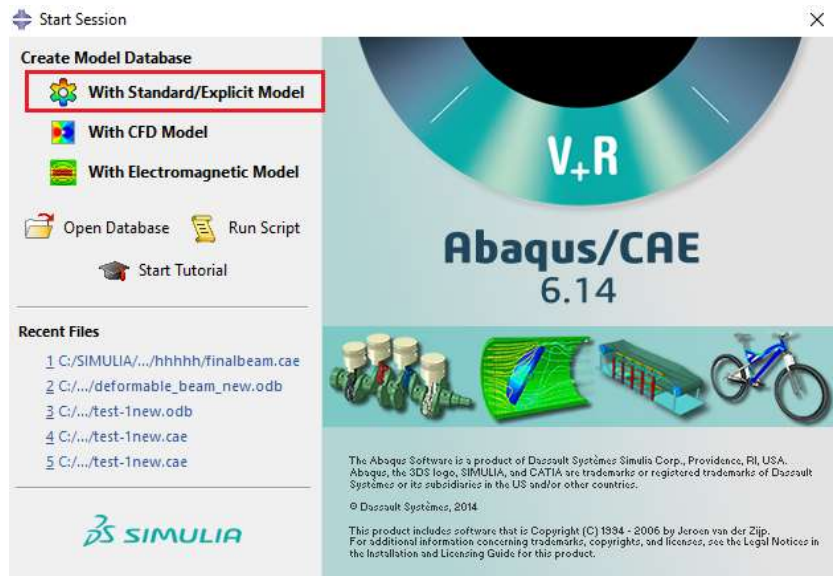 Start Session
Create Model Database
With Standard/Explicit Model
With CFD Model
With Electromagnetic Model
Open Database Run Script
Start Tutorial
Recent Files
1 C:/SIMULIA/.../hhhhh/finalbeam.cae
2 C:/.../deformable_beam_new.odb
3 C:/.../test-1new.odb
4 C:/.../test-1new.cae
5 C:/.../test-1new.cae
SIMULIA
V+R
Abaqus/CAE
6.14
The Abaqus Software is a product of Dassault Systèmes Simulia Corp., Providence, RI, USA.
Abaqus, the 3DS logo, SIMULIA, and CATIA are trademarks or registered trademarks of Dassault
Systèmes or its subsidiaries in the US and/or other countries.
© Dassault Systèmes, 2014
This product includes software that is Copyright (C) 1994 - 2006 by Jeroen van der Zijp.
For additional information concerning trademarks, copyrights, and licenses, see the Legal Notices in
the Installation and Licensing Guide for this product.